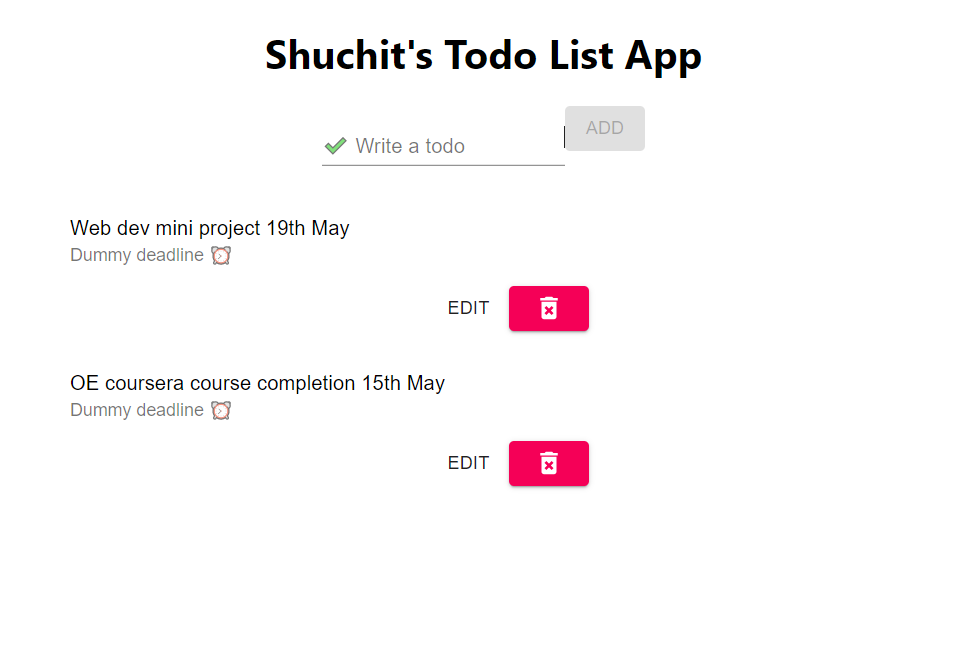 Shuchit's Todo List App
✅ Write a todo
ADD
Web dev mini project 19th May
Dummy deadline ⏰
EDIT
OE coursera course completion 15th May
Dummy deadline ⏰
EDIT